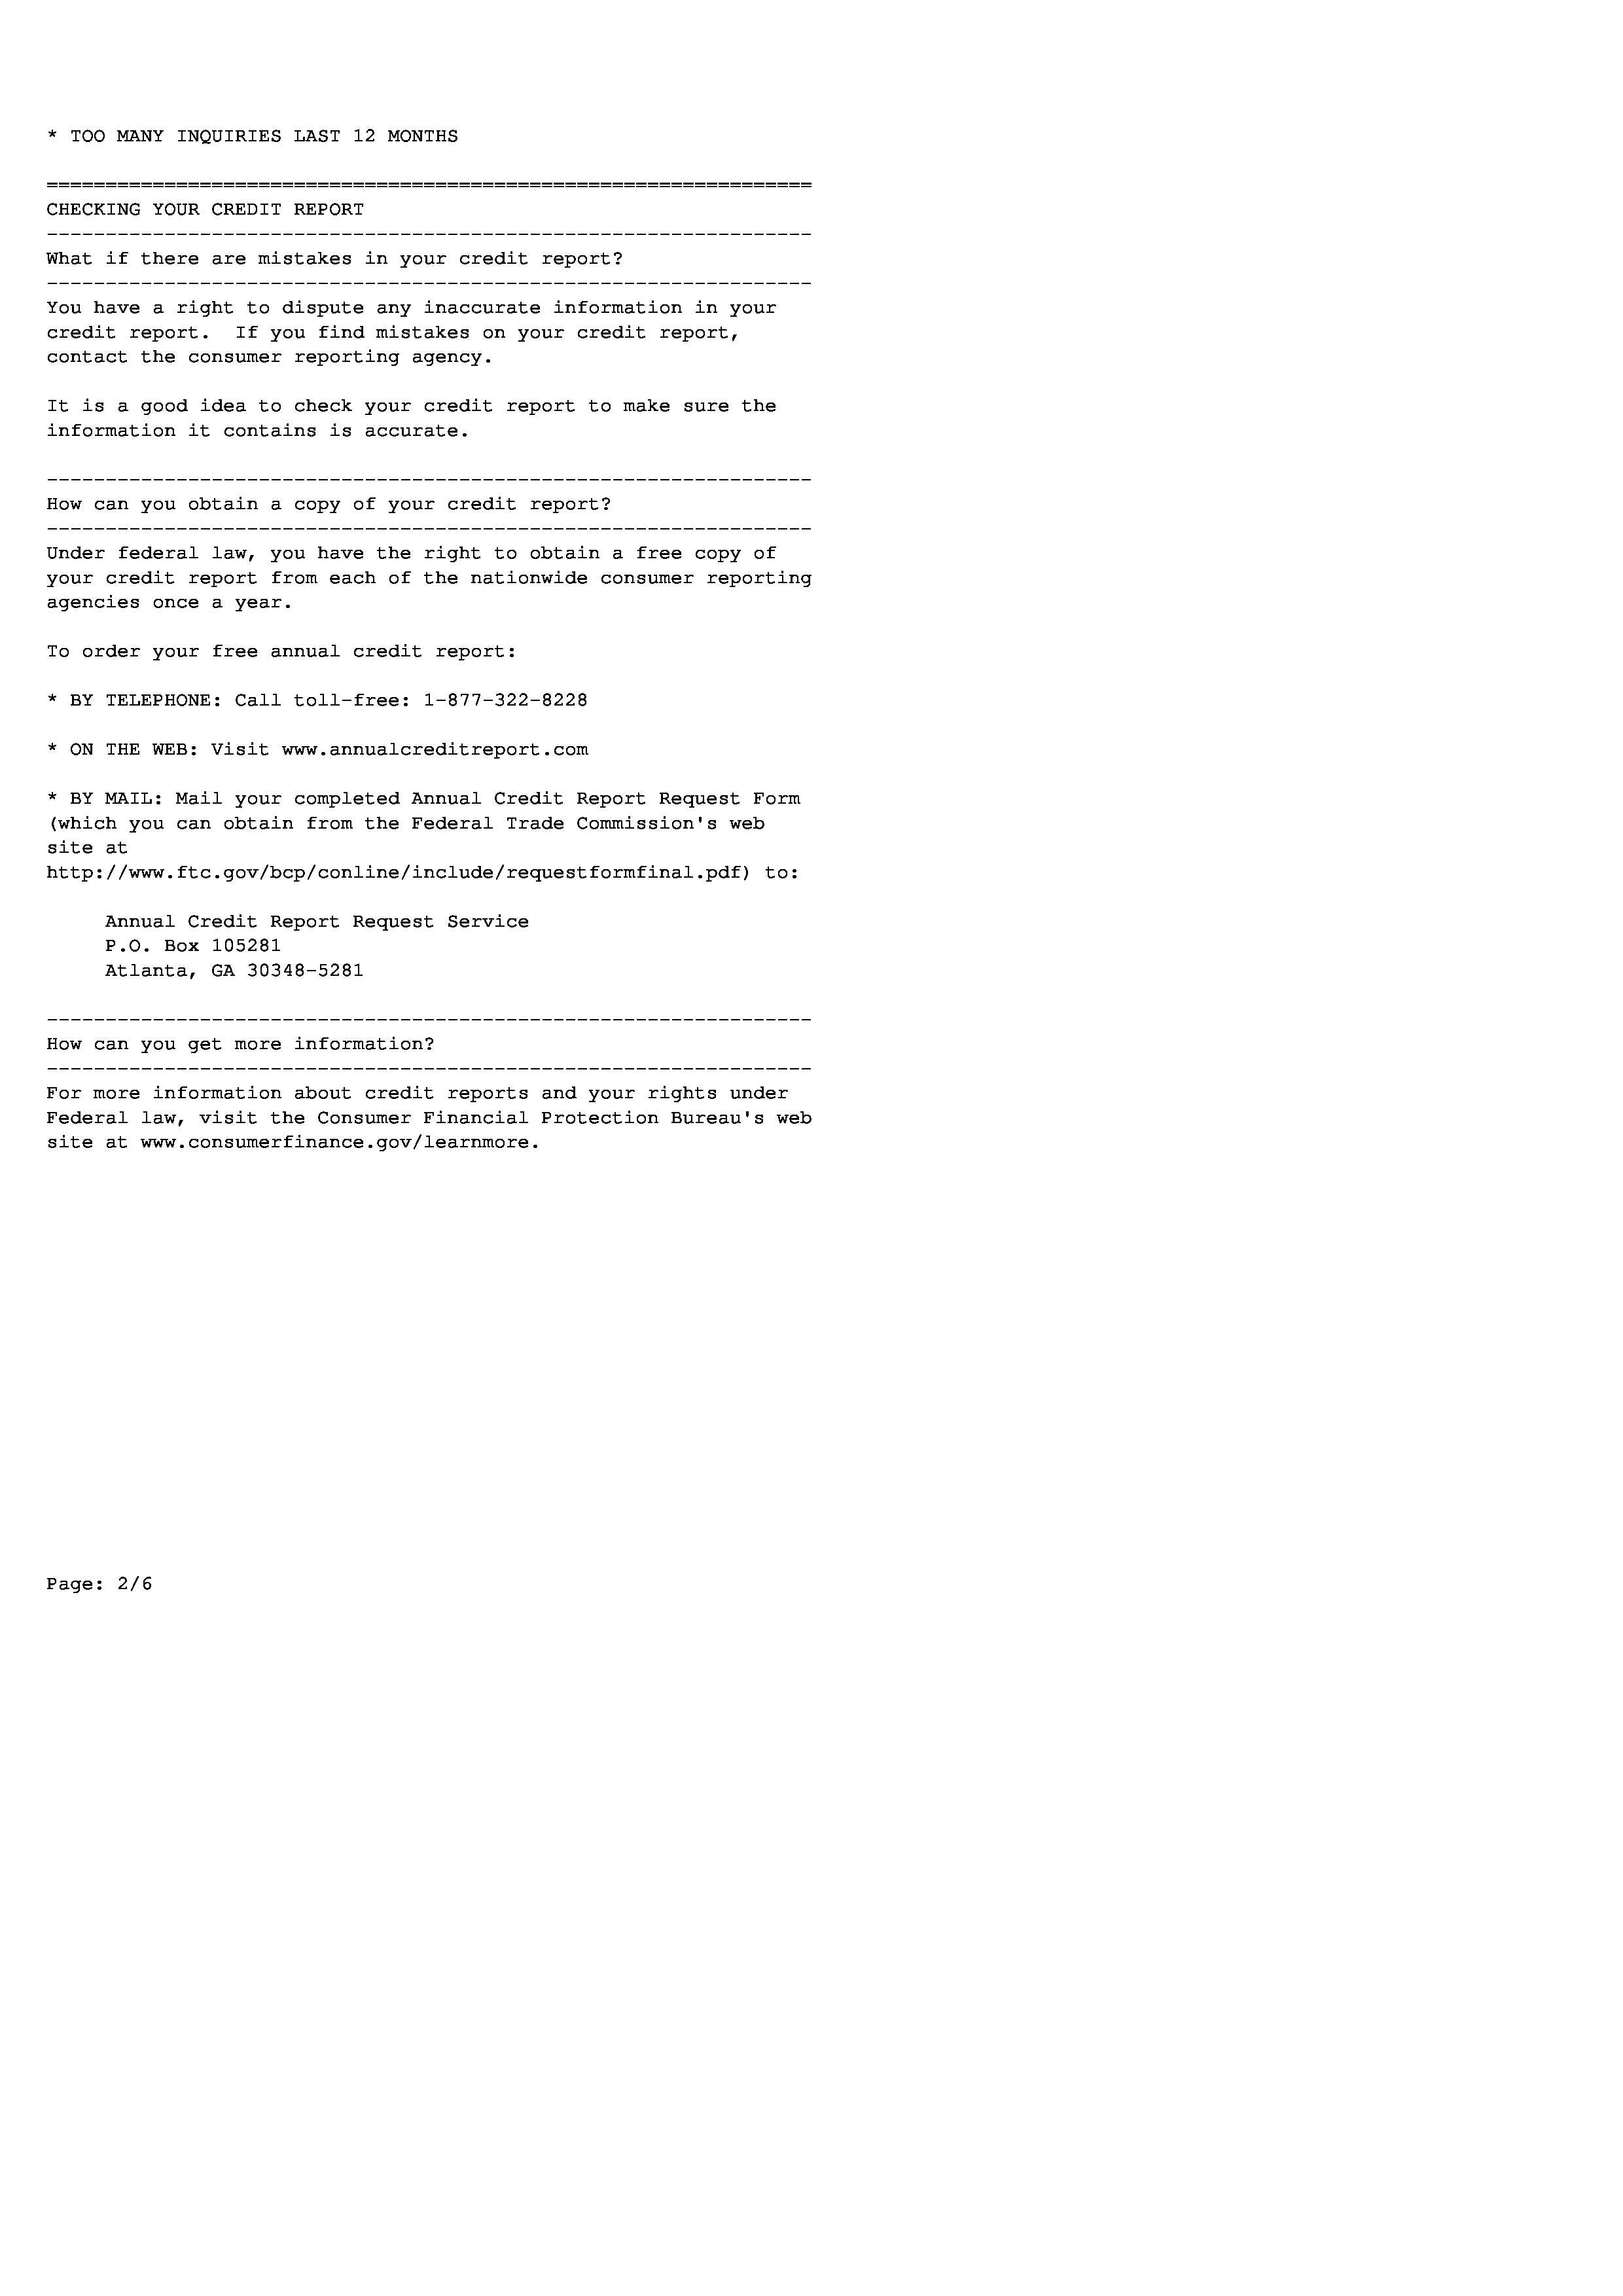 * TOO MANY INQUIRIES LAST 12 MONTHS
=================================================================
CHECKING YOUR CREDIT REPORT
-----------------------------------------------------------------
What if there are mistakes in your credit report?
-----------------------------------------------------------------
You have a right to dispute any inaccurate information in your
credit report.  If you find mistakes on your credit report,
contact the consumer reporting agency.
It is a good idea to check your credit report to make sure the
information it contains is accurate.
-----------------------------------------------------------------
How can you obtain a copy of your credit report?
-----------------------------------------------------------------
Under federal law, you have the right to obtain a free copy of
your credit report from each of the nationwide consumer reporting
agencies once a year.
To order your free annual credit report:
* BY TELEPHONE: Call toll-free: 1-877-322-8228
* ON THE WEB: Visit www.annualcreditreport.com
* BY MAIL: Mail your completed Annual Credit Report Request Form
(which you can obtain from the Federal Trade Commission's web
site at
http://www.ftc.gov/bcp/conline/include/requestformfinal.pdf) to:
Annual Credit Report Request Service
P.O. Box 105281
Atlanta, GA 30348-5281
-----------------------------------------------------------------
How can you get more information?
-----------------------------------------------------------------
For more information about credit reports and your rights under
Federal law, visit the Consumer Financial Protection Bureau's web
site at www.consumerfinance.gov/learnmore.
Page: 2/6